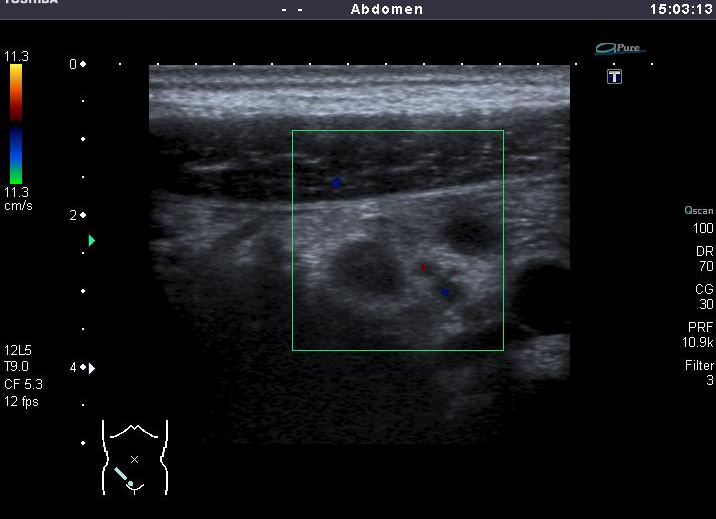 TOSHIBA
- - Abdomen 15:03:13
11.3
11.3
cm/s
0
2
4
12L5
T9.0
CF 5.3
12 fps
aPure
T
Qscan
100
DR
70
CG
30
PRF
10.9k
Filter
3